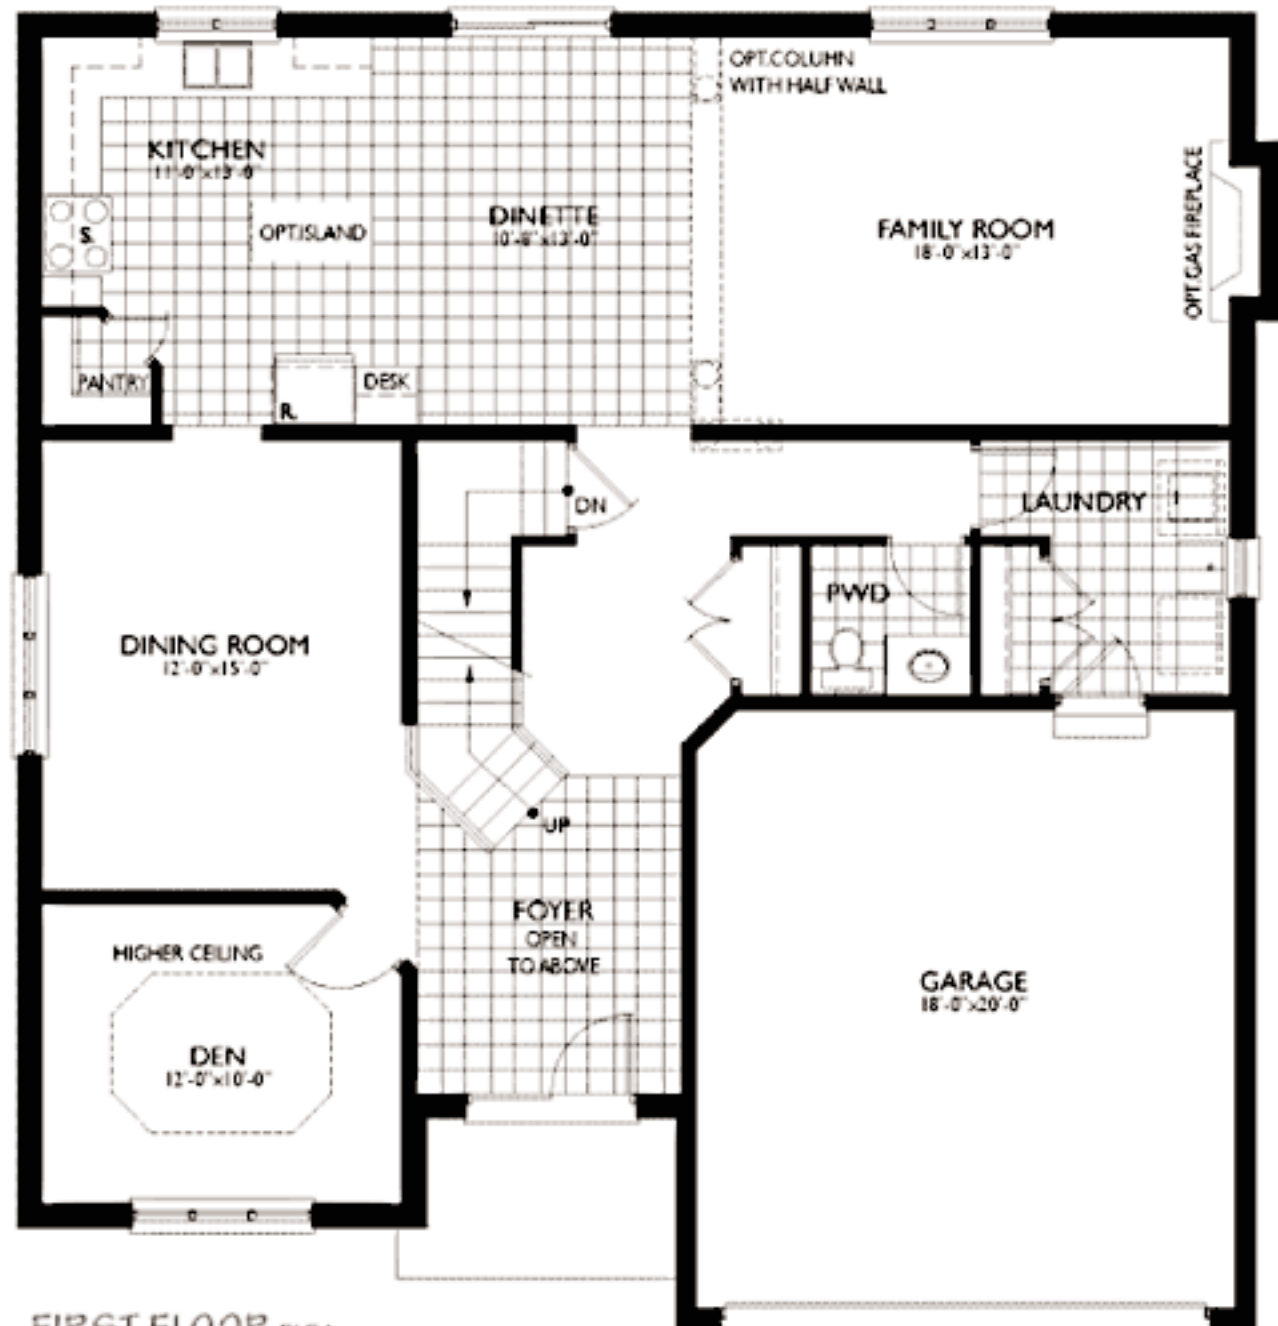 OPT.COLUMN
WITH HALF WALL
KITCHEN
11'-0"x13'-0"
OPT.ISLAND
S.
DINETTE
10'-8"x13'-0"
FAMILY ROOM
18'-0"x13'-0"
OPT.GAS FIREPLACE
PANTRY
R.
DESK
DN
LAUNDRY
PWD
DINING ROOM
12'-0"x15'-0"
UP
FOYER
OPEN
TO ABOVE
HIGHER CEILING
DEN
12'-0"x10'-0"
GARAGE
18'-0"x20'-0"
FIRST FLOOR